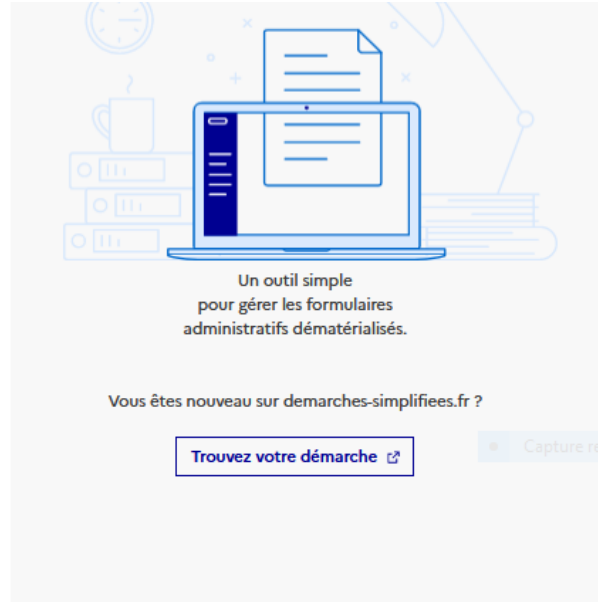 Un outil simple
pour gérer les formulaires
administratifs dématérialisés.
Vous êtes nouveau sur demarches-simplifiees.fr ?
Trouvez votre démarche
Capture